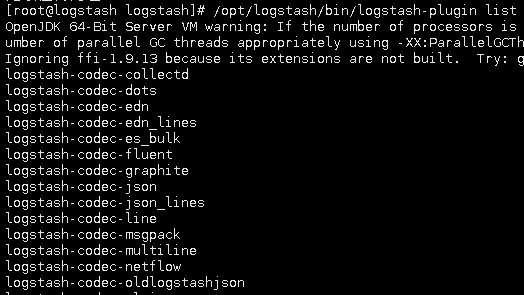 [root@logstash logstash]# /opt/logstash/bin/logstash-plugin list
OpenJDK 64-Bit Server VM warning: If the number of processors is
umber of parallel GC threads appropriately using -XX:ParallelGCTh
Ignoring ffi-1.9.13 because its extensions are not built.  Try: g
logstash-codec-collectd
logstash-codec-dots
logstash-codec-edn
logstash-codec-edn_lines
logstash-codec-es_bulk
logstash-codec-fluent
logstash-codec-graphite
logstash-codec-json
logstash-codec-json_lines
logstash-codec-line
logstash-codec-msgpack
logstash-codec-multiline
logstash-codec-netflow
logstash-codec-oldlogstashjson